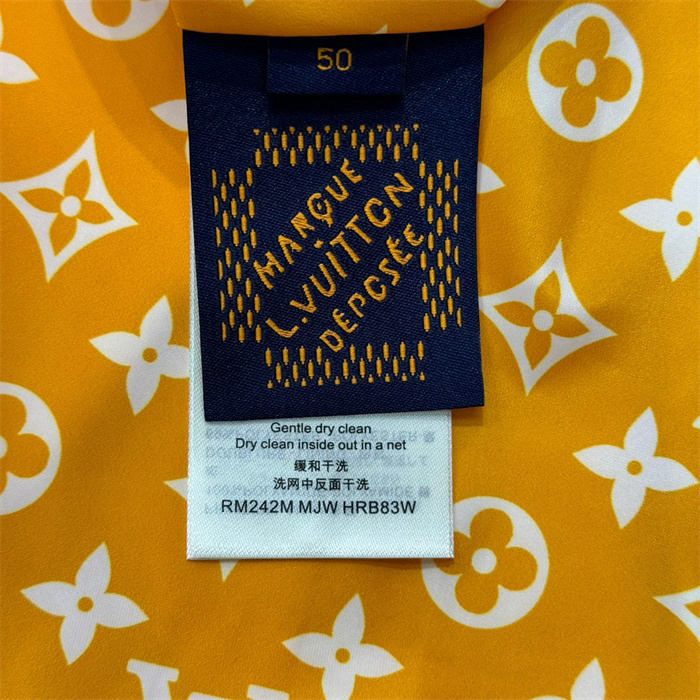 50
MARQUE
L.VUITTON
DÉPOSÉE
Gentle dry clean
Dry clean inside out in a net
缓和干洗
洗网中反面干洗
RM242M MJW HRB83W